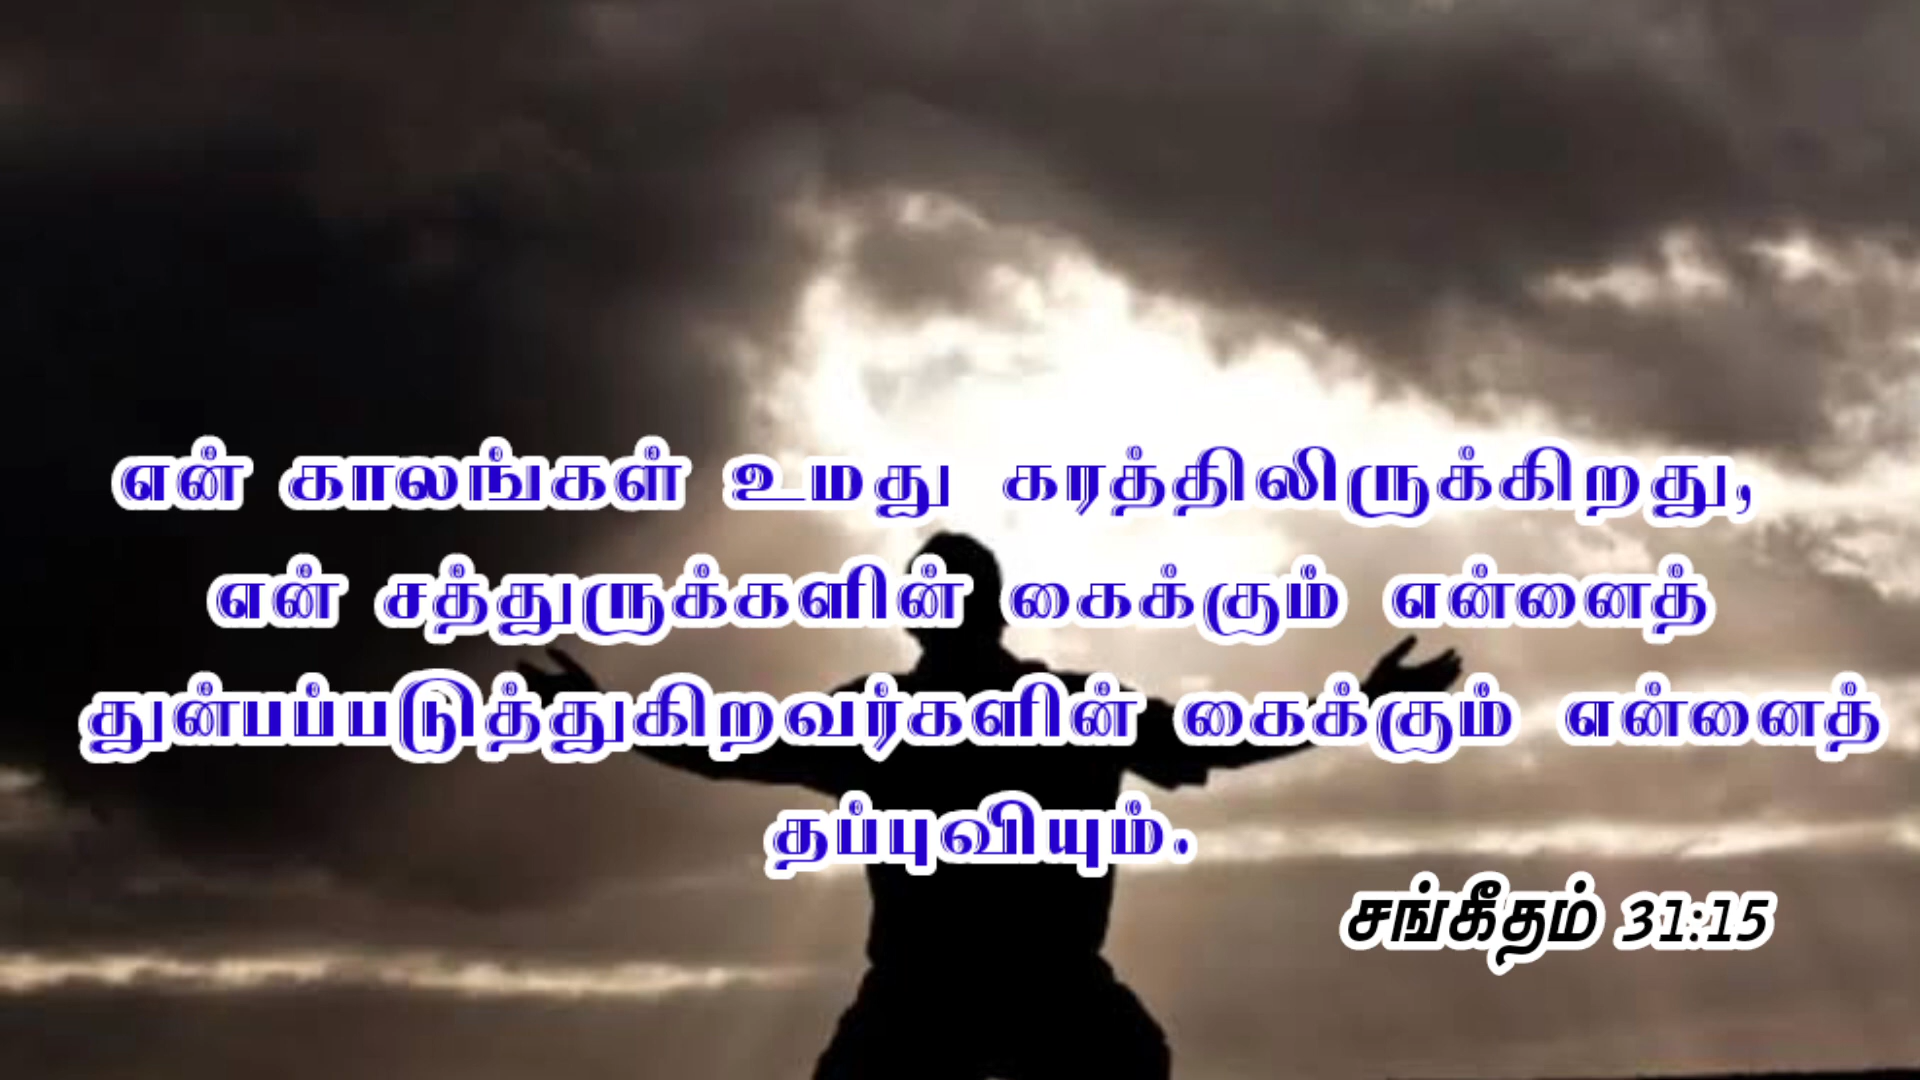 என் காலங்கள் உமது கரத்திலிருக்கிறது,
என் சத்துருக்களின் கைக்கும் என்னைத்
துன்பப்படுத்துகிறவர்களின் கைக்கும் என்னைத்
தப்புவியும்.
சங்கீதம் 31:15